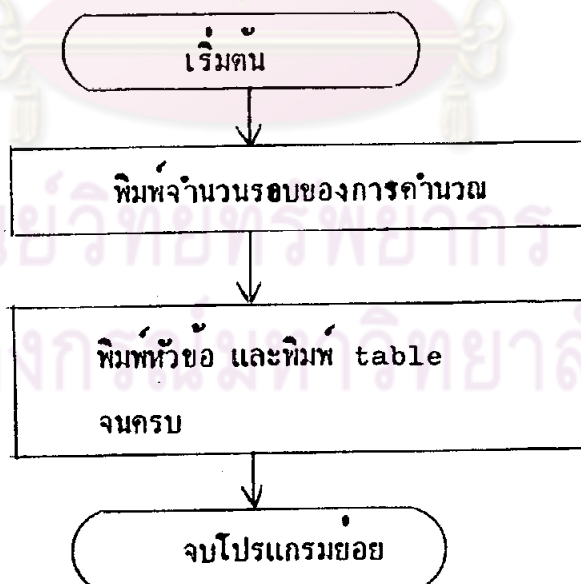 เริ่มต้น
พิมพ์จำนวนรอบของการคำนวณ
พิมพ์หัวข้อ และพิมพ์ table
จนครบ
จบโปรแกรมย่อย